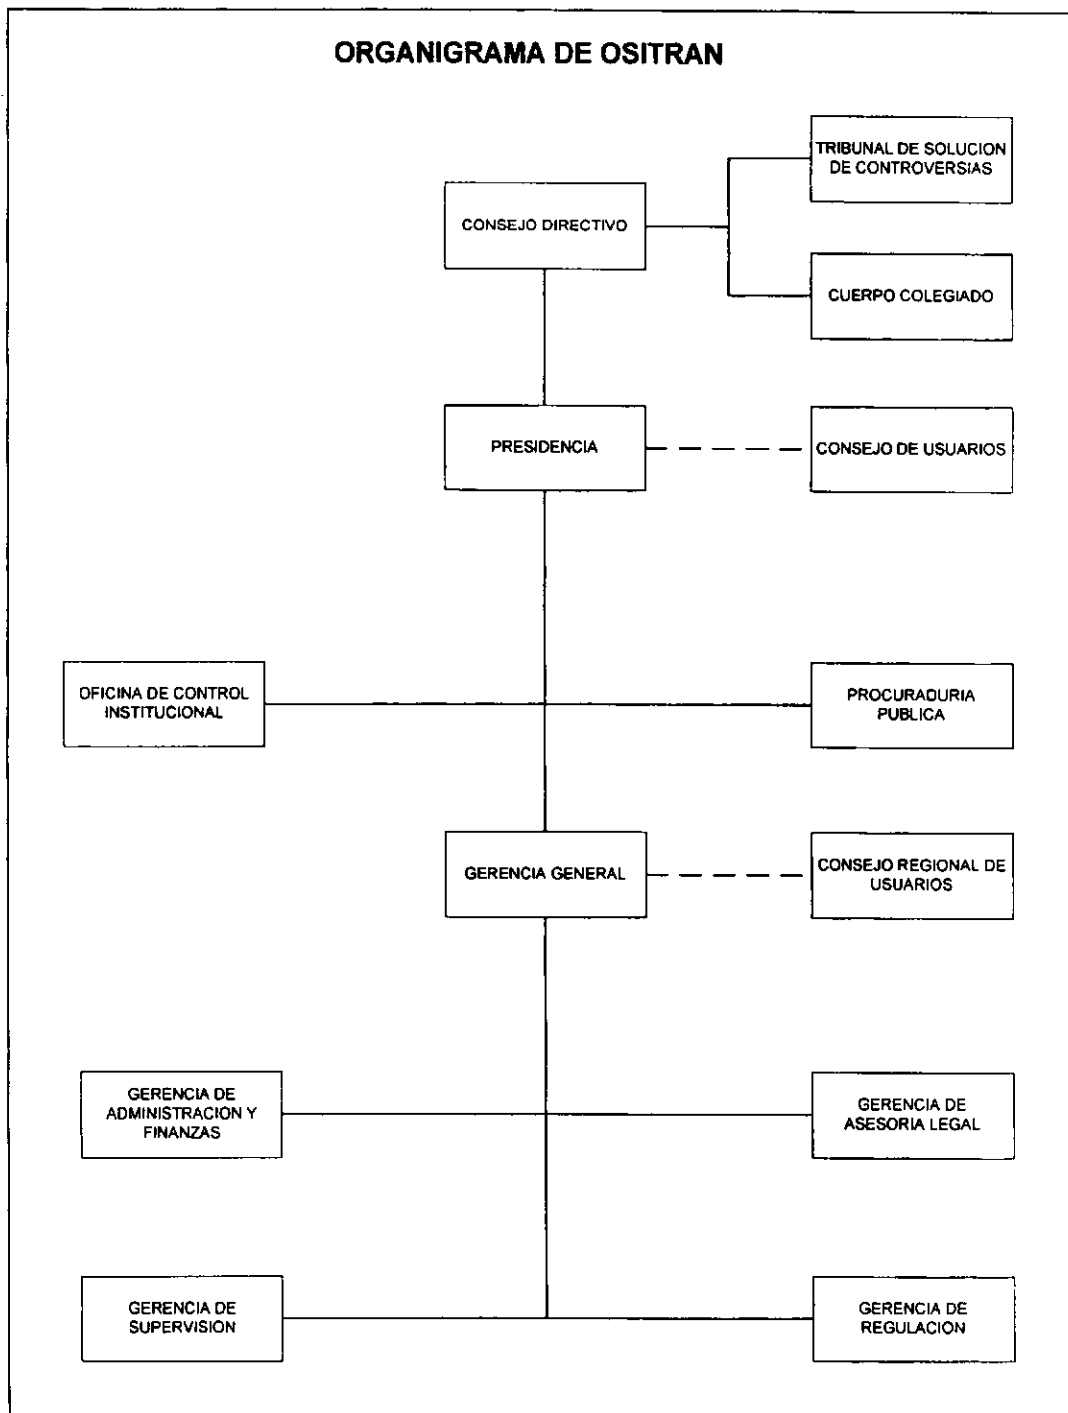 ORGANIGRAMA DE OSITRAN
TRIBUNAL DE SOLUCION
DE CONTROVERSIAS
CONSEJO DIRECTIVO
CUERPO COLEGIADO
PRESIDENCIA
CONSEJO DE USUARIOS
OFICINA DE CONTROL
INSTITUCIONAL
PROCURADURIA
PUBLICA
GERENCIA GENERAL
CONSEJO REGIONAL DE
USUARIOS
GERENCIA DE
ADMINISTRACION Y
FINANZAS
GERENCIA DE
ASESORIA LEGAL
GERENCIA DE
SUPERVISION
GERENCIA DE
REGULACION